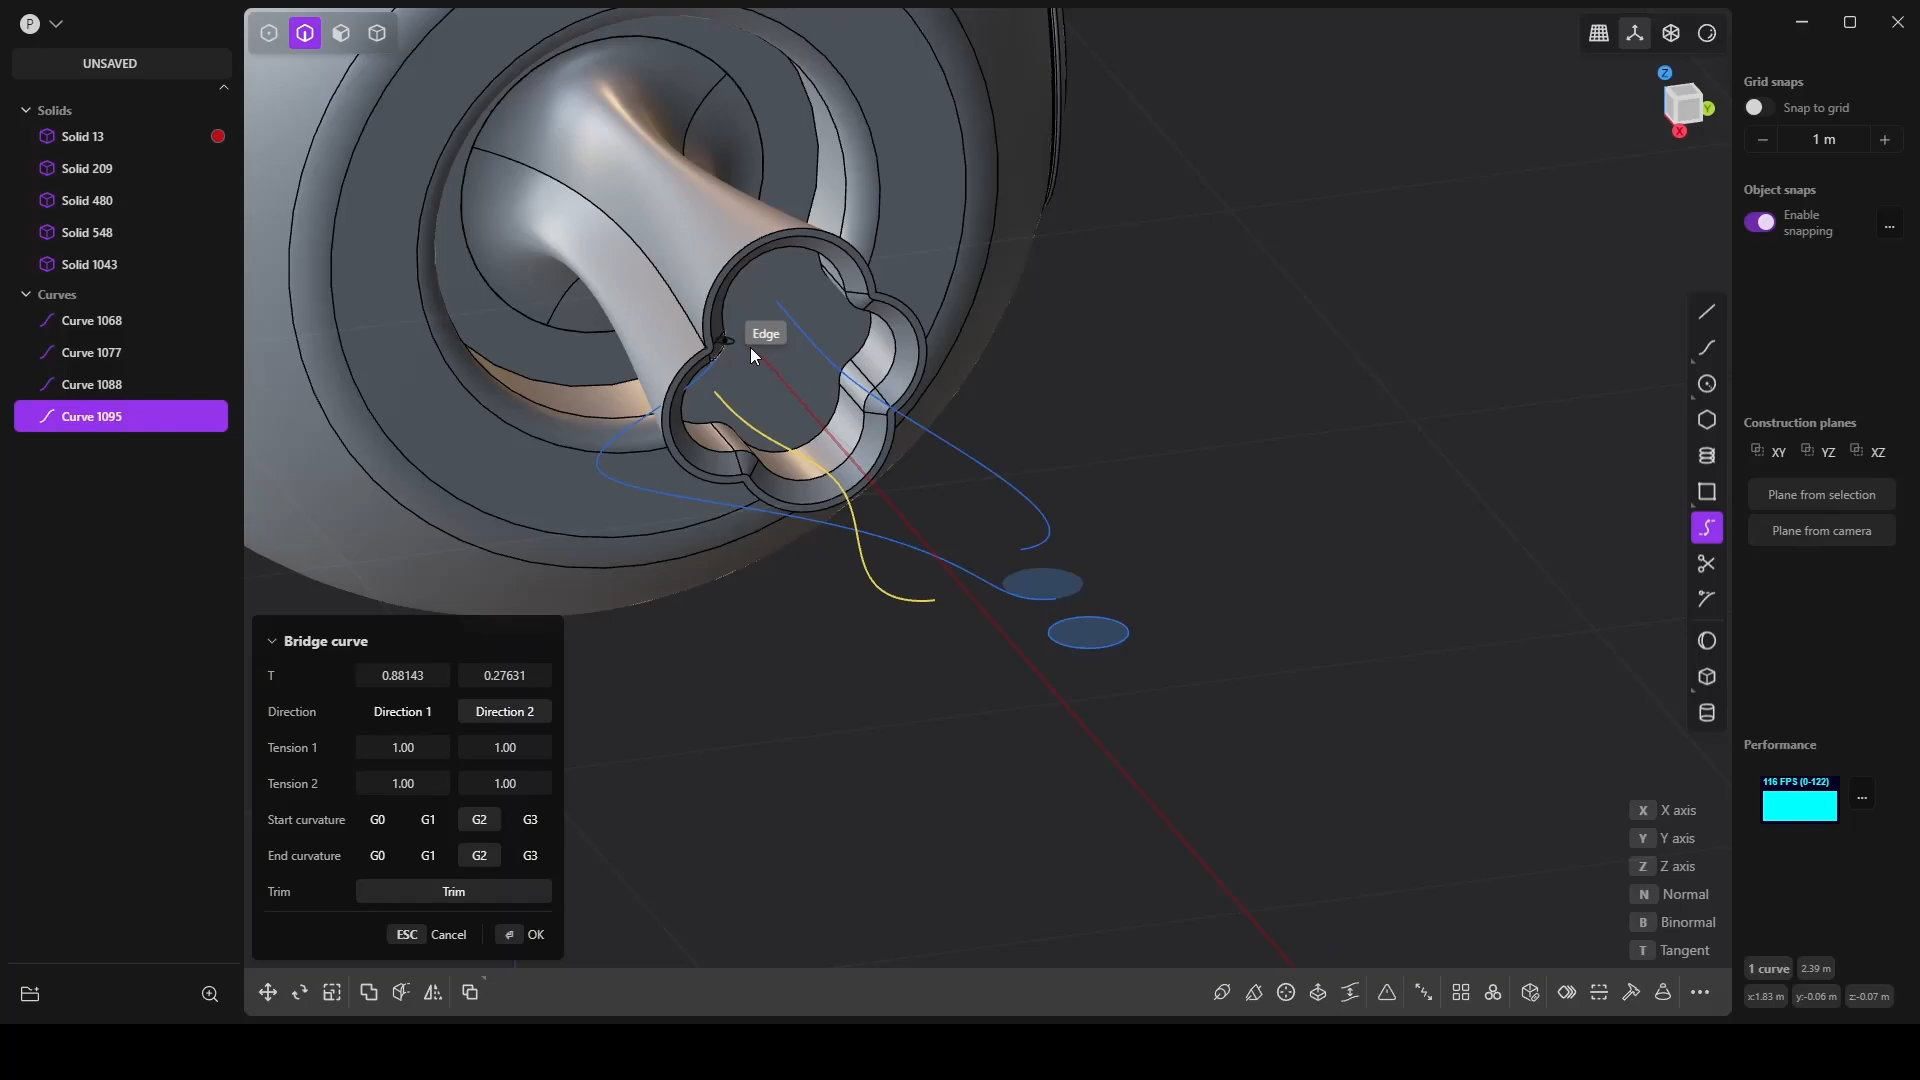 P
UNSAVED
Solids
Solid 13
Solid 209
Solid 480
Solid 548
Solid 1043
Curves
Curve 1068
Curve 1077
Curve 1088
Curve 1095
Edge
Bridge curve
T 0.88143 0.27631
Direction Direction 1 Direction 2
Tension 1 1.00 1.00
Tension 2 1.00 1.00
Start curvature G0 G1 G2 G3
End curvature G0 G1 G2 G3
Trim Trim
ESC Cancel OK
Z
Y
X
X X axis
Y Y axis
Z Z axis
N Normal
B Binormal
T Tangent
Grid snaps
Snap to grid
1 m
Object snaps
Enable
snapping
...
Construction planes
XY YZ XZ
Plane from selection
Plane from camera
Performance
116 FPS (0-122)
...
1 curve 2.39 m
x:1.83 m y:-0.06 m z:-0.07 m